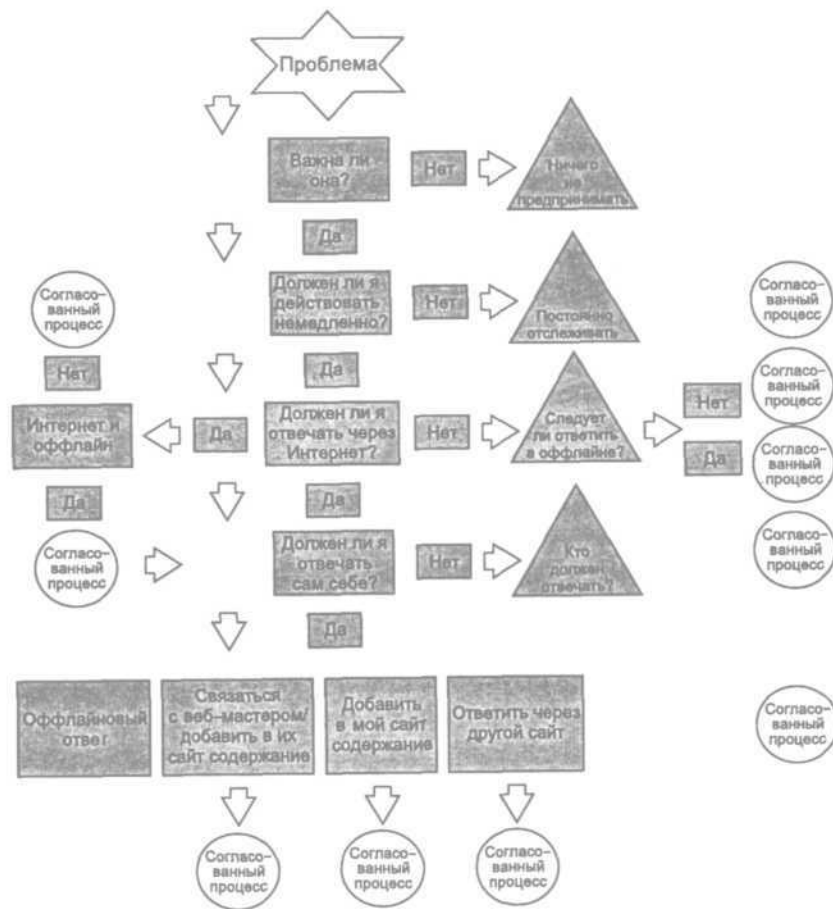 Проблема
Важна ли
она?
Нет
Ничего
не
предпринимать
Да
Должен ли я
действовать
немедленно?
Нет
Постоянно
отслеживать
Согласо-
ванный
процесс
Согласо-
ванный
процесс
Нет
Да
Интернет и
оффлайн
Да
Должен ли я
отвечать через
Интернет?
Нет
Следует
ли ответить
в оффлайне?
Нет
Да
Согласо-
ванный
процесс
Согласо-
ванный
процесс
Да
Да
Согласо-
ванный
процесс
Должен ли я
отвечать
сам себе?
Нет
Кто
должен
отвечать?
Согласо-
ванный
процесс
Да
Оффлайновый
ответ
Связаться
с веб-мастером/
добавить в их
сайт содержание
Добавить
в мой сайт
содержание
Ответить через
другой сайт
Согласо-
ванный
процесс
Согласо-
ванный
процесс
Согласо-
ванный
процесс
Согласо-
ванный
процесс